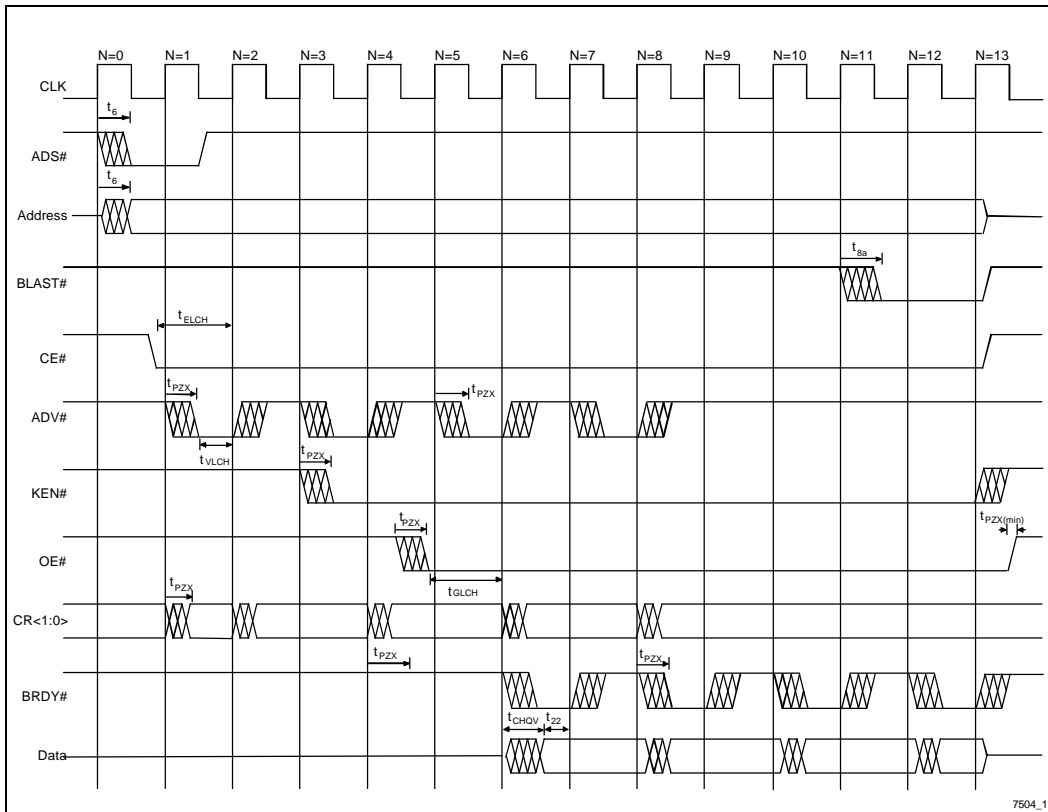 N=0 N=1 N=2 N=3 N=4 N=5 N=6 N=7 N=8 N=9 N=10 N=11 N=12 N=13
CLK
t6
ADS#
t6
Address
t8a
BLAST#
tELCH
CE#
tPZX tPZX
ADV#
tVLCH tPZX
KEN#
tPZX tPZX(min)
OE#
tPZX tGLCH
CR<1:0>
tPZX tPZX
BRDY#
tCHQV t22
Data
7504_1